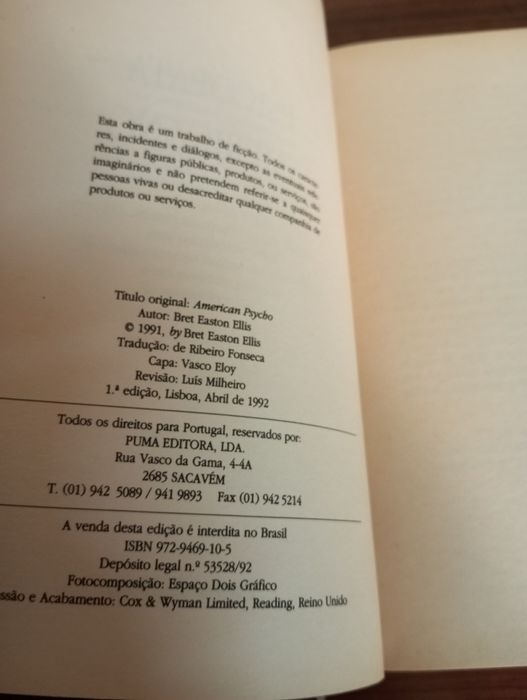 Esta obra é um trabalho de ficção. Todos os
res, incidentes e diálogos, excepto as eventuais
rências a figuras públicas, produtos, ou serviços, são
imaginários e não pretendem referir-se a quaisquer
pessoas vivas ou desacreditar qualquer companhia de
produtos ou serviços.
Título original: American Psycho
Autor: Bret Easton Ellis
© 1991, by Bret Easton Ellis
Tradução: de Ribeiro Fonseca
Capa: Vasco Eloy
Revisão: Luís Milheiro
1.ª edição, Lisboa, Abril de 1992
Todos os direitos para Portugal, reservados por:
PUMA EDITORA, LDA.
Rua Vasco da Gama, 4-4A
2685 SACAVÉM
T. (01) 942 5089 / 941 9893 Fax (01) 942 5214
A venda desta edição é interdita no Brasil
ISBN 972-9469-10-5
Depósito legal n.º 53528/92
Fotocomposição: Espaço Dois Gráfico
ssão e Acabamento: Cox & Wyman Limited, Reading, Reino Unido